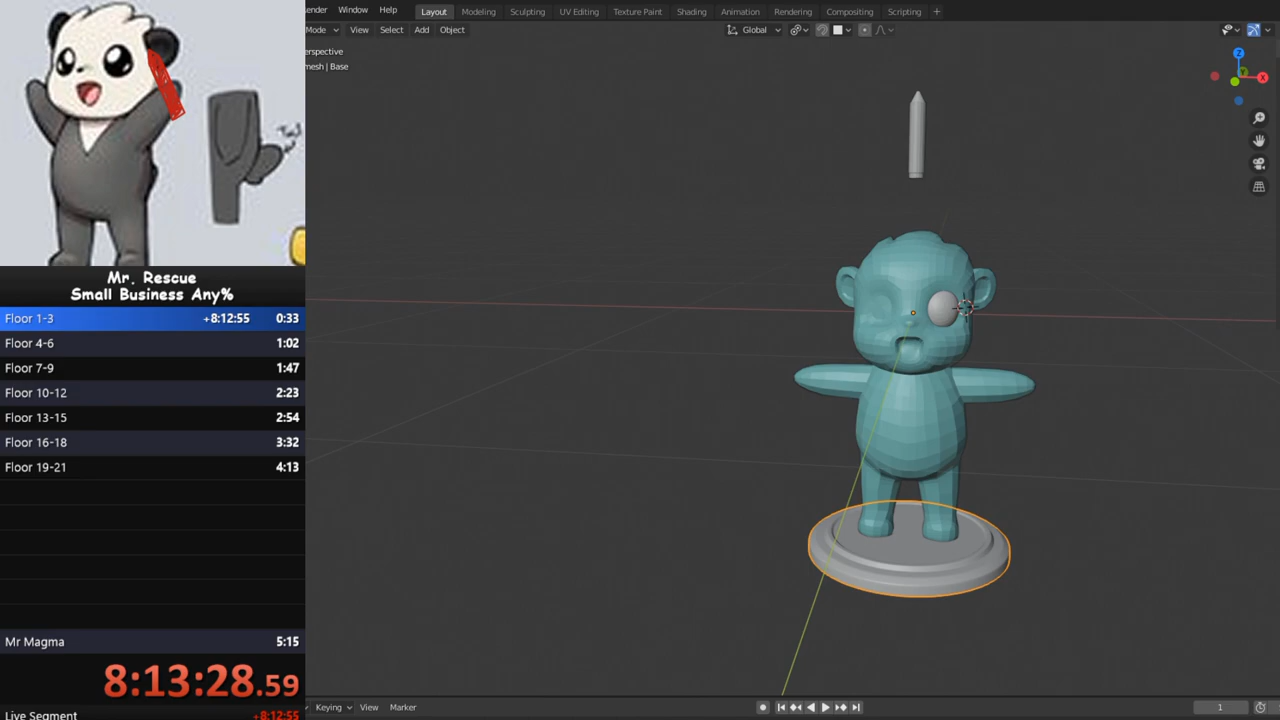 ender Window Help Layout Modeling Sculpting UV Editing Texture Paint Shading Animation Rendering Compositing Scripting +
Mode View Select Add Object Global
erspective
mesh | Base
Z
X
Mr. Rescue
Small Business Any%
Floor 1-3 +8:12:55 0:33
Floor 4-6 1:02
Floor 7-9 1:47
Floor 10-12 2:23
Floor 13-15 2:54
Floor 16-18 3:32
Floor 19-21 4:13
Mr Magma 5:15
8:13:28.59
Live Segment +8:12:55
Keying View Marker 1